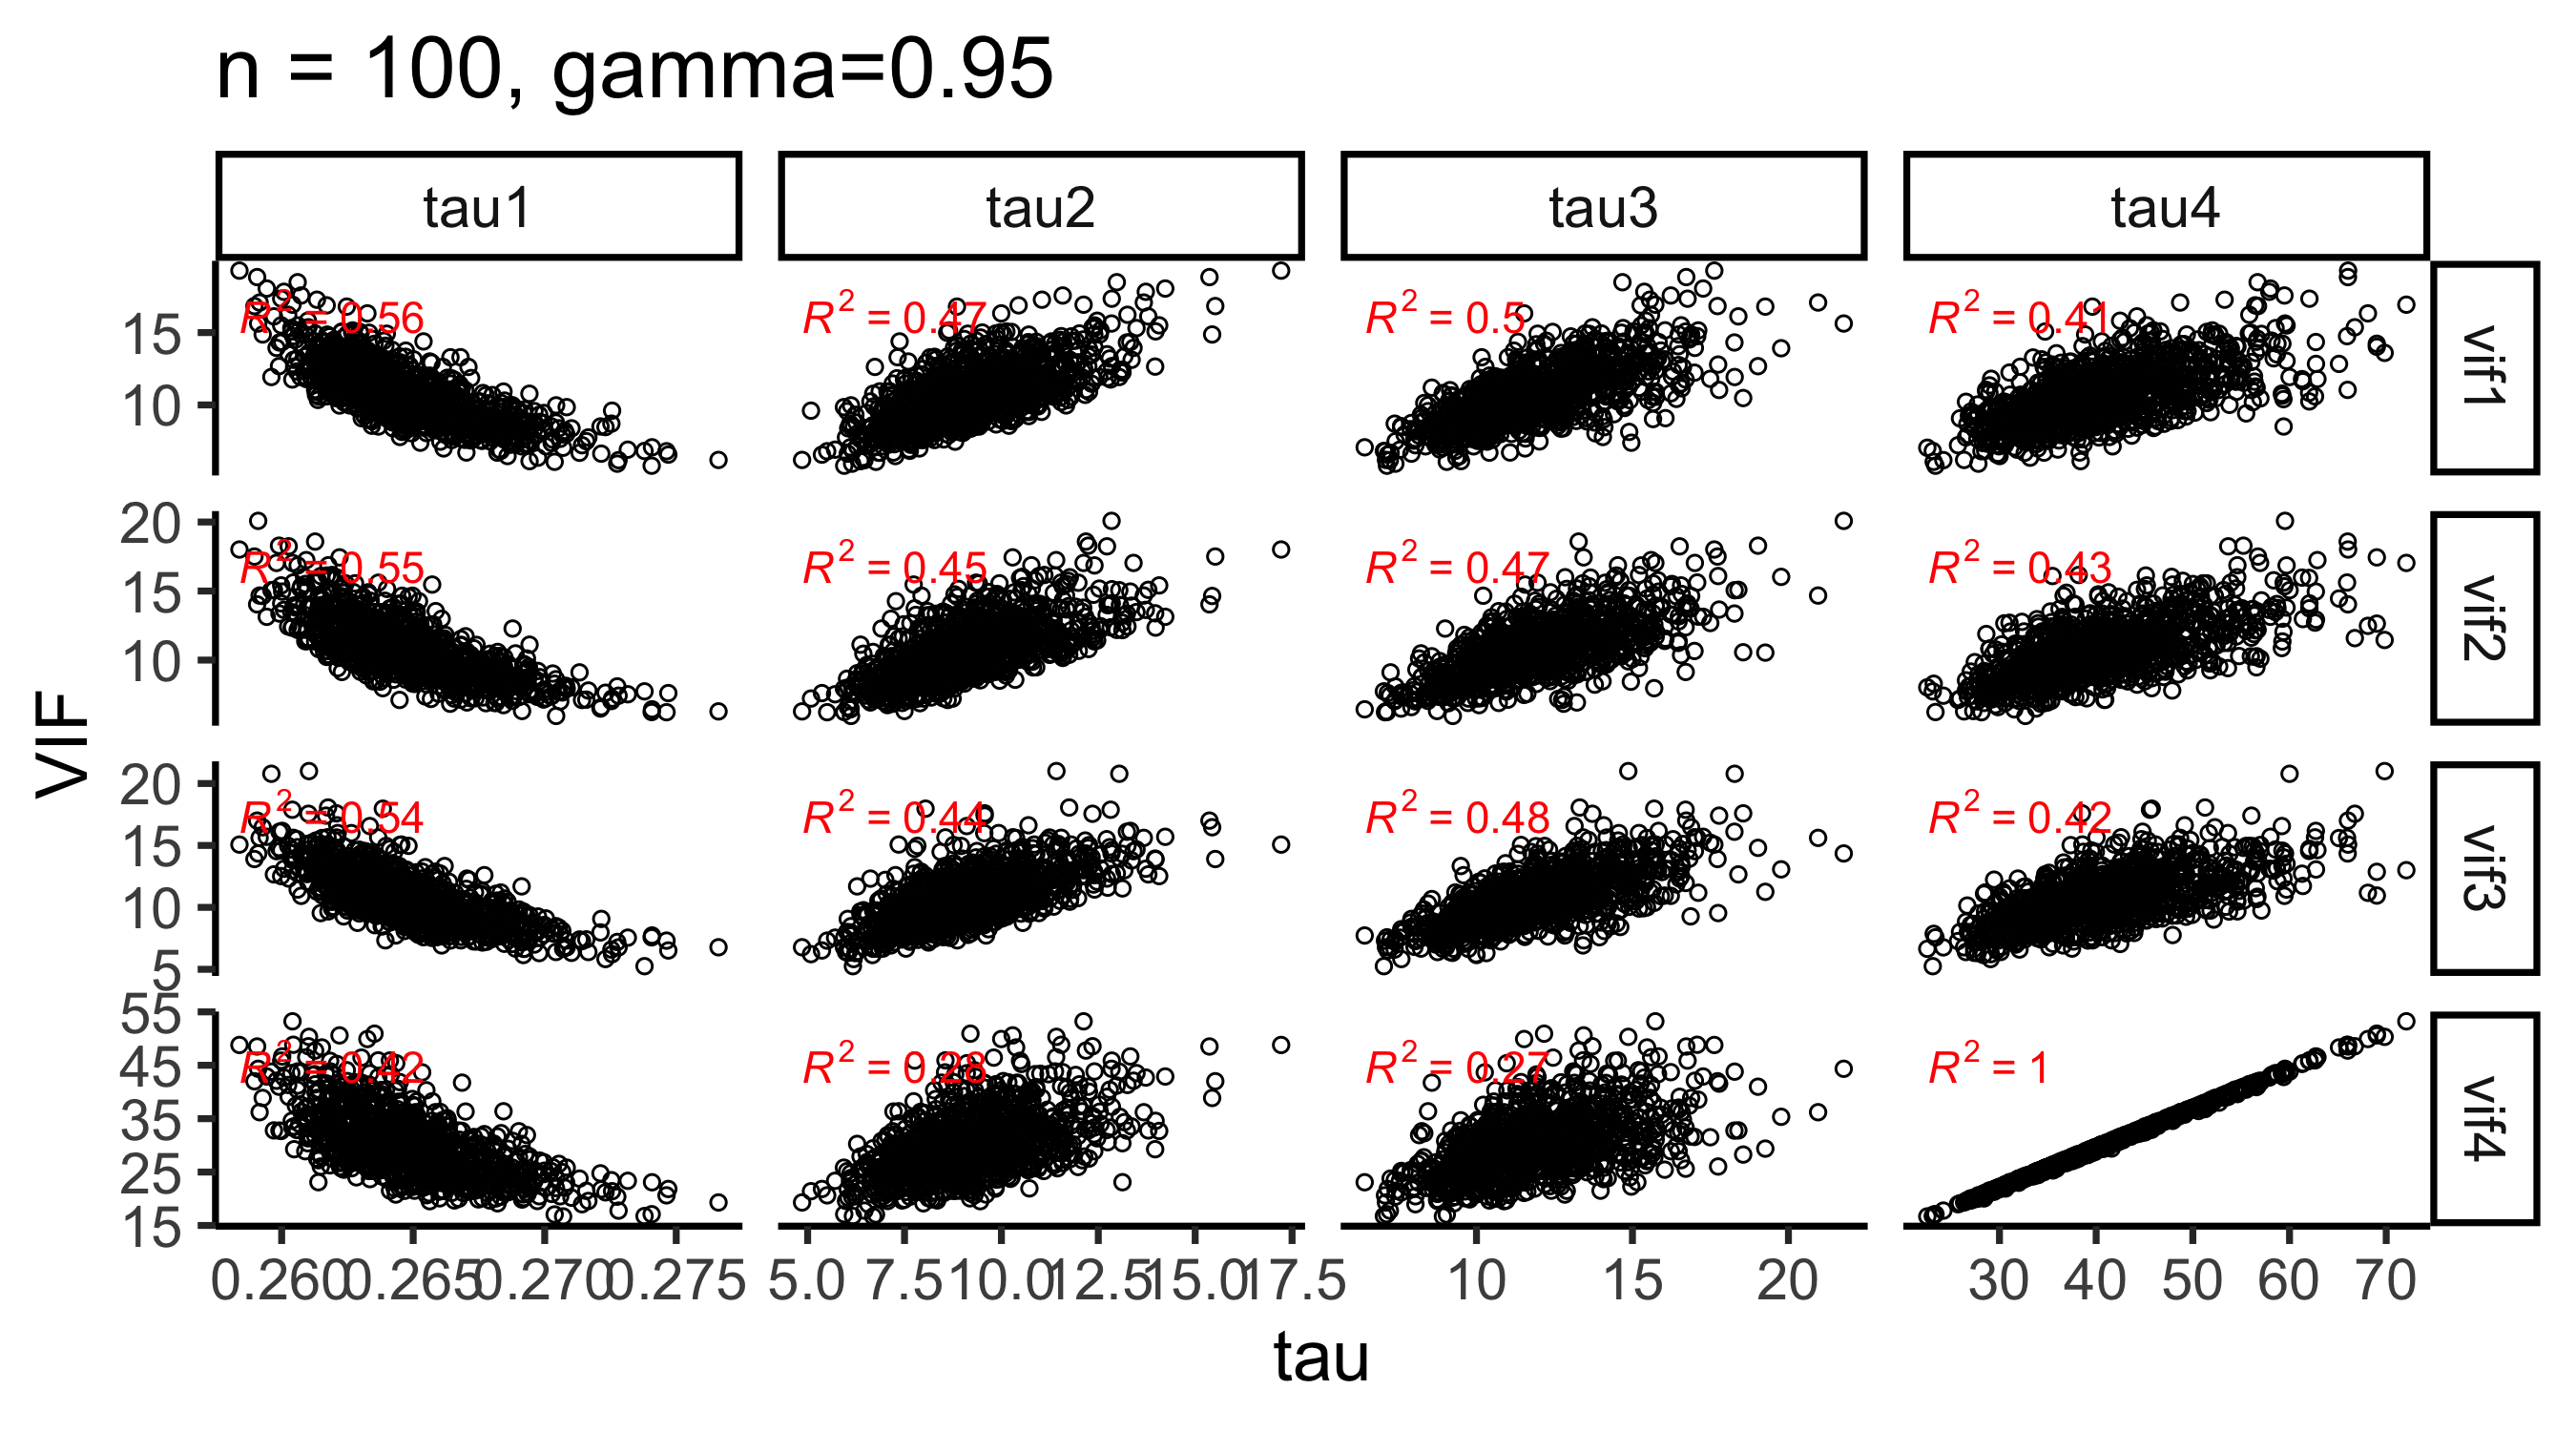 n = 100, gamma=0.95
tau1 tau2 tau3 tau4
R² = 0.56 R² = 0.47 R² = 0.5 R² = 0.41
15
10
vif1
R² = 0.55 R² = 0.45 R² = 0.47 R² = 0.43
20
15
10
vif2
R² = 0.54 R² = 0.44 R² = 0.48 R² = 0.42
20
15
10
5
vif3
R² = 0.42 R² = 0.28 R² = 0.27 R² = 1
55
45
35
25
15
vif4
VIF
0.260 0.265 0.270 0.275 5.0 7.5 10.0 12.5 15.0 17.5 10 15 20 30 40 50 60 70
tau